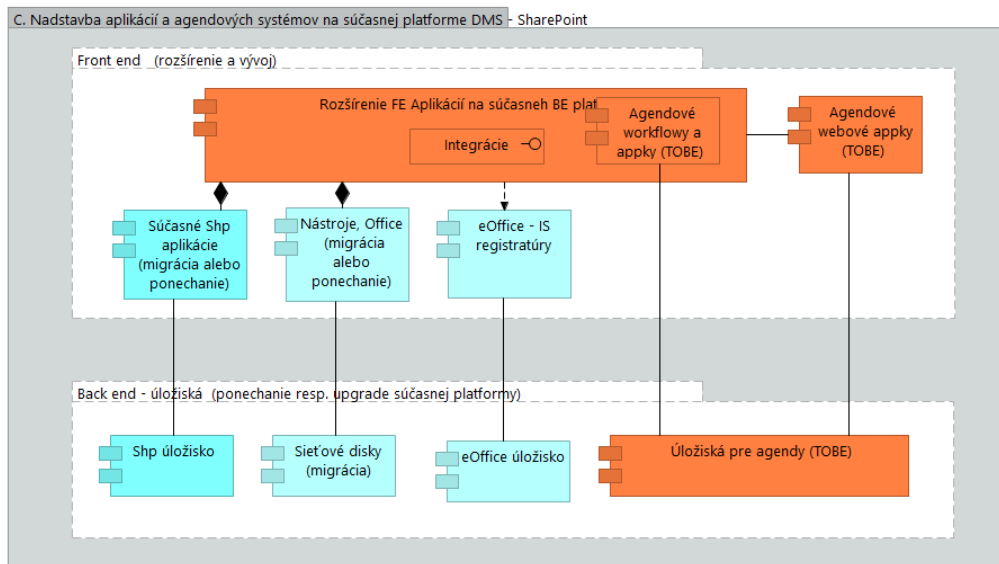 C. Nadstavba aplikácií a agendových systémov na súčasnej platforme DMS - SharePoint
Front end (rozšírenie a vývoj)
Rozšírenie FE Aplikácií na súčasneh BE plat
Integrácie
Agendové
workflowy a
appky (TOBE)
Agendové
webové appky
(TOBE)
Súčasné Shp
aplikácie
(migrácia alebo
ponechanie)
Nástroje, Office
(migrácia
alebo
ponechanie)
eOffice - IS
registratúry
Back end - úložiská (ponechanie resp. upgrade súčasnej platformy)
Shp úložisko
Sieťové disky
(migrácia)
eOffice úložisko
Úložiská pre agendy (TOBE)